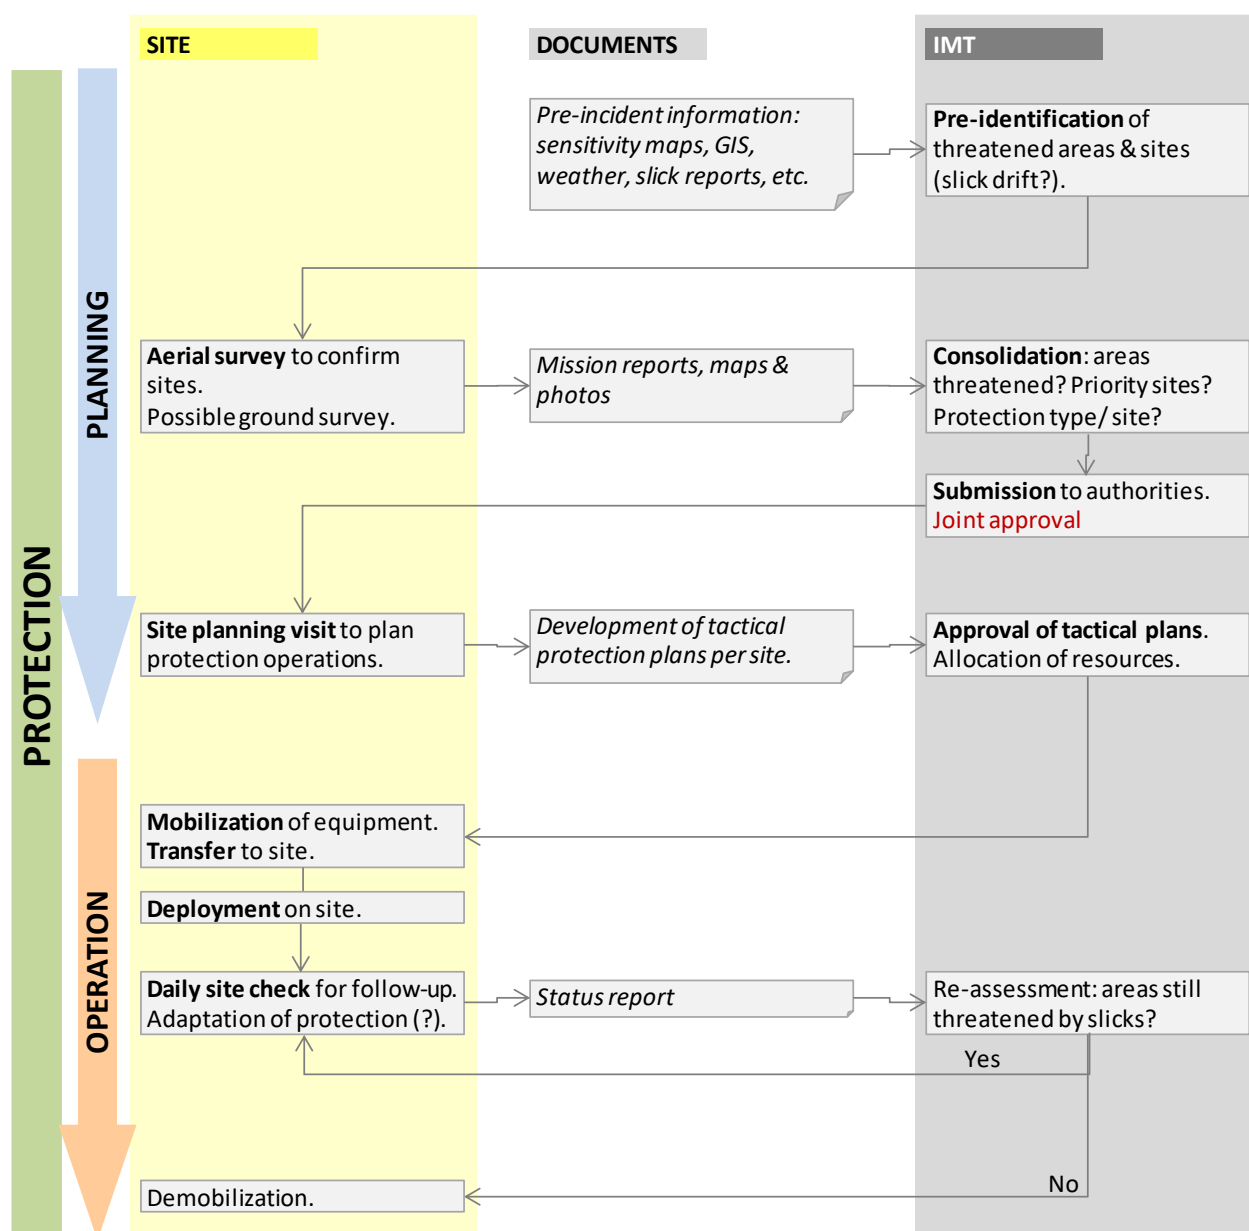 SITE
DOCUMENTS
IMT
Pre-incident information:
sensitivity maps, GIS,
weather, slick reports, etc.
Pre-identification of
threatened areas & sites
(slick drift?).
PROTECTION
PLANNING
Aerial survey to confirm
sites.
Possible ground survey.
Mission reports, maps &
photos
Consolidation: areas
threatened? Priority sites?
Protection type/ site?
Submission to authorities.
Joint approval
Site planning visit to plan
protection operations.
Development of tactical
protection plans per site.
Approval of tactical plans.
Allocation of resources.
OPERATION
Mobilization of equipment.
Transfer to site.
Deployment on site.
Daily site check for follow-up.
Adaptation of protection (?).
Status report
Re-assessment: areas still
threatened by slicks?
Yes
No
Demobilization.